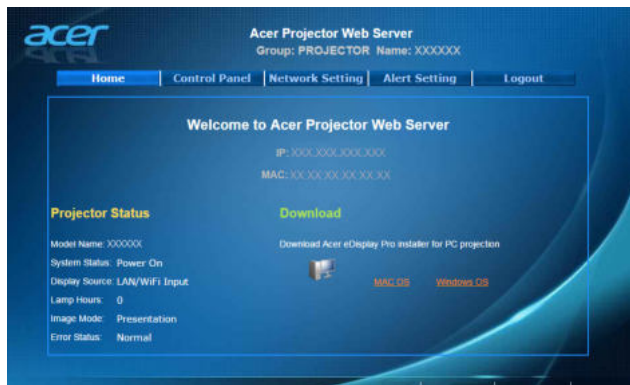 acer
Acer Projector Web Server
Group: PROJECTOR Name: XXXXXX
Home Control Panel Network Setting Alert Setting Logout
Welcome to Acer Projector Web Server
IP: XXX.XXX.XXX.XXX
MAC: XX:XX:XX:XX:XX:XX
Projector Status
Model Name: XXXXXX
System Status: Power On
Display Source: LAN/WiFi Input
Lamp Hours: 0
Image Mode: Presentation
Error Status: Normal
Download
Download Acer eDisplay Pro installer for PC projection
MAC OS Windows OS